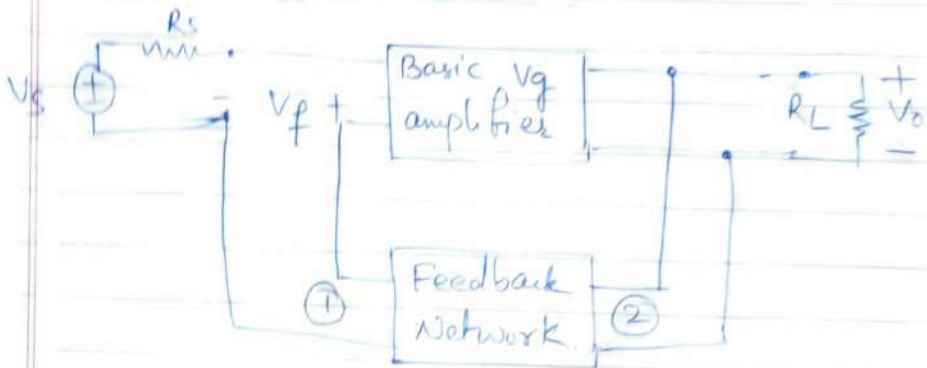 Rs
Vs
+
- Vf +
Basic Vg
amplifier
RL
+
Vo
-
Feedback
Network.
1
2